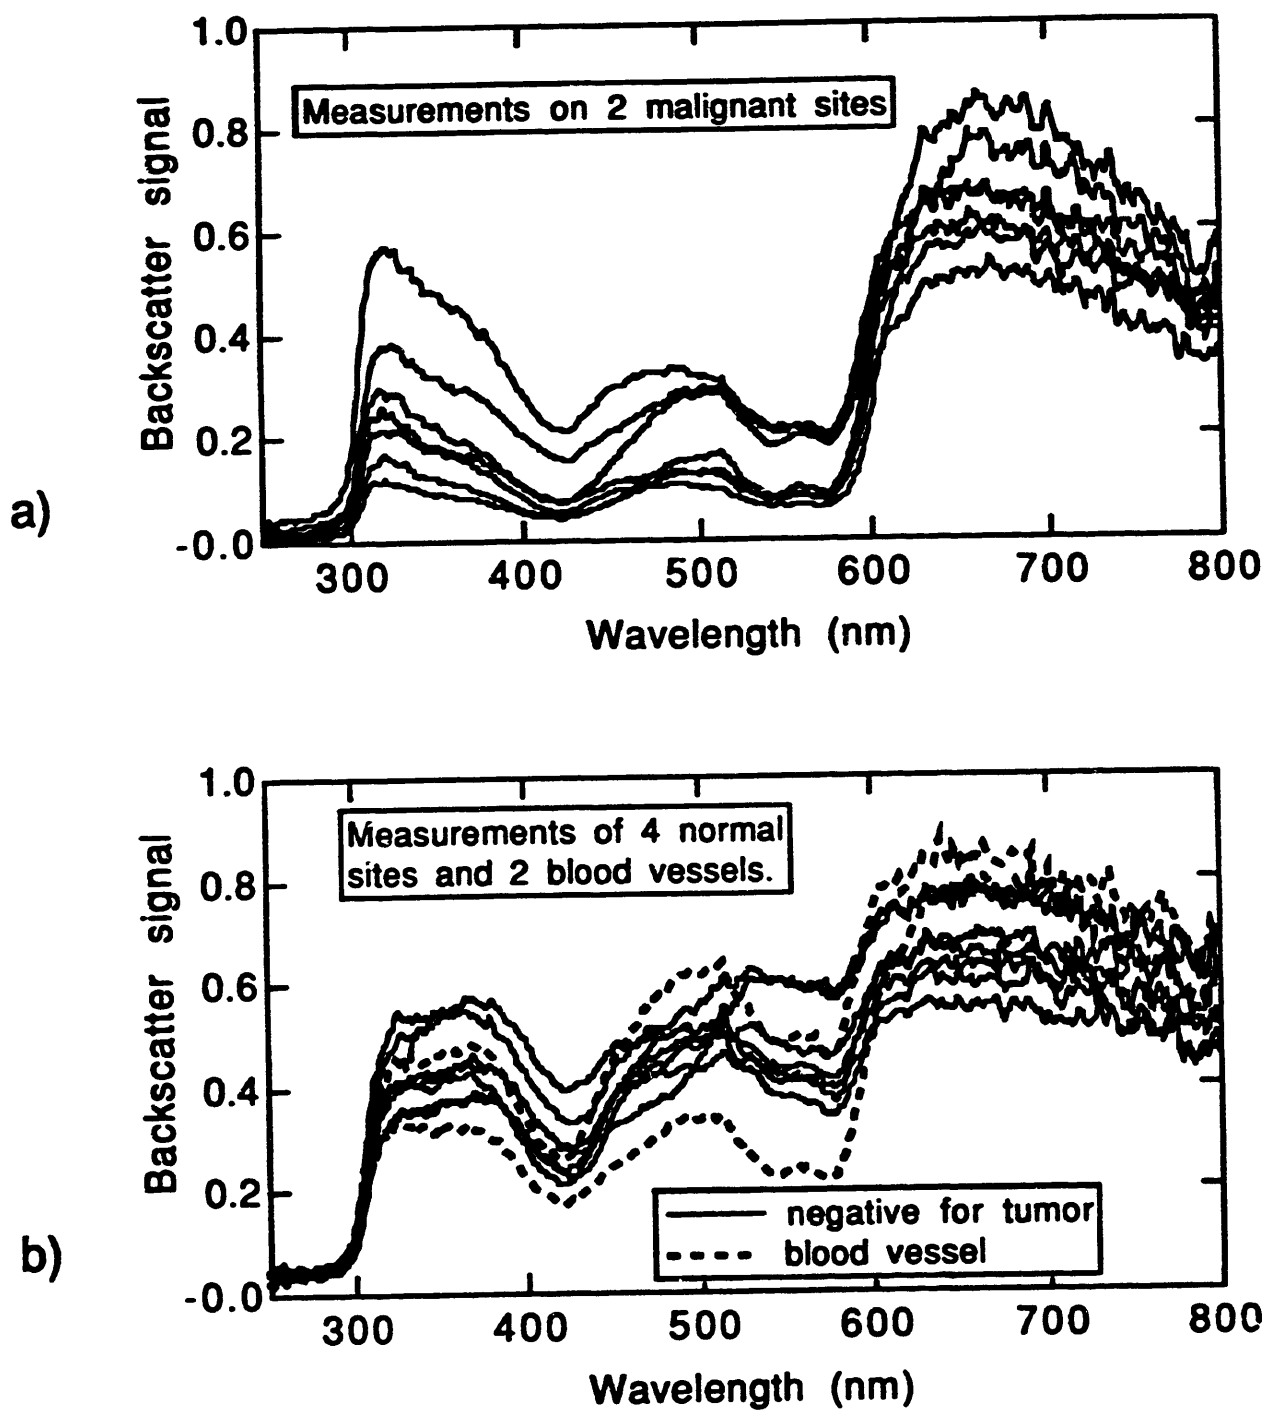 1.0
0.8
0.6
0.4
0.2
-0.0
Backscatter signal
Measurements on 2 malignant sites
a)
300 400 500 600 700 800
Wavelength (nm)
1.0
0.8
0.6
0.4
0.2
-0.0
Backscatter signal
Measurements of 4 normal
sites and 2 blood vessels.
negative for tumor
blood vessel
b)
300 400 500 600 700 800
Wavelength (nm)